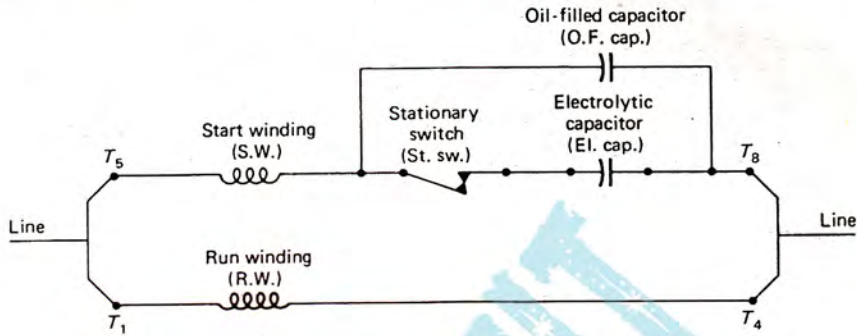 Oil-filled capacitor
(O.F. cap.)
Stationary
switch
(St. sw.)
Electrolytic
capacitor
(El. cap.)
Start winding
(S.W.)
T5
T8
Line
Line
Run winding
(R.W.)
T1
T4